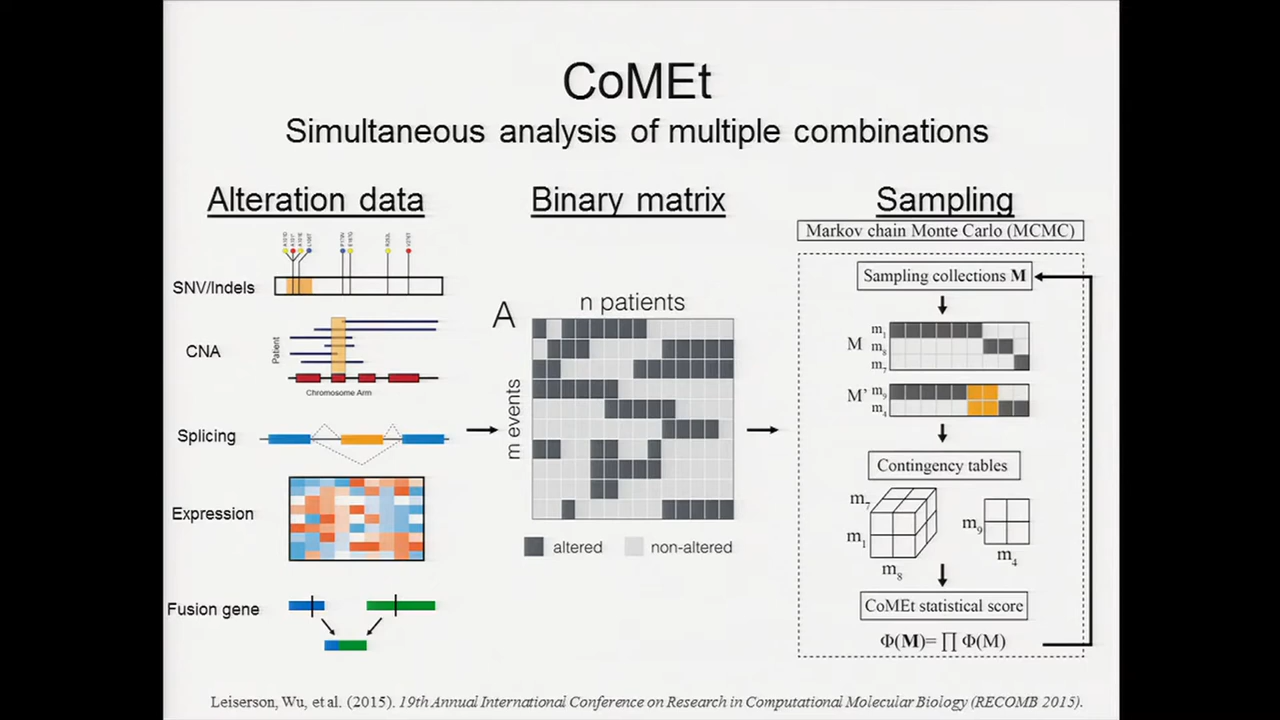 CoMEt
Simultaneous analysis of multiple combinations
Alteration data
SNV/Indels
CNA
Patient
Chromosome Arm
Splicing
Expression
Fusion gene
Binary matrix
A
n patients
m events
altered
non-altered
Sampling
Markov chain Monte Carlo (MCMC)
Sampling collections M
M
m1
m8
m7
M'
m9
m4
Contingency tables
m7
m1
m8
m9
m4
CoMEt statistical score
Φ(M)= ∏ Φ(M)
Leiserson, Wu, et al. (2015). 19th Annual International Conference on Research in Computational Molecular Biology (RECOMB 2015).